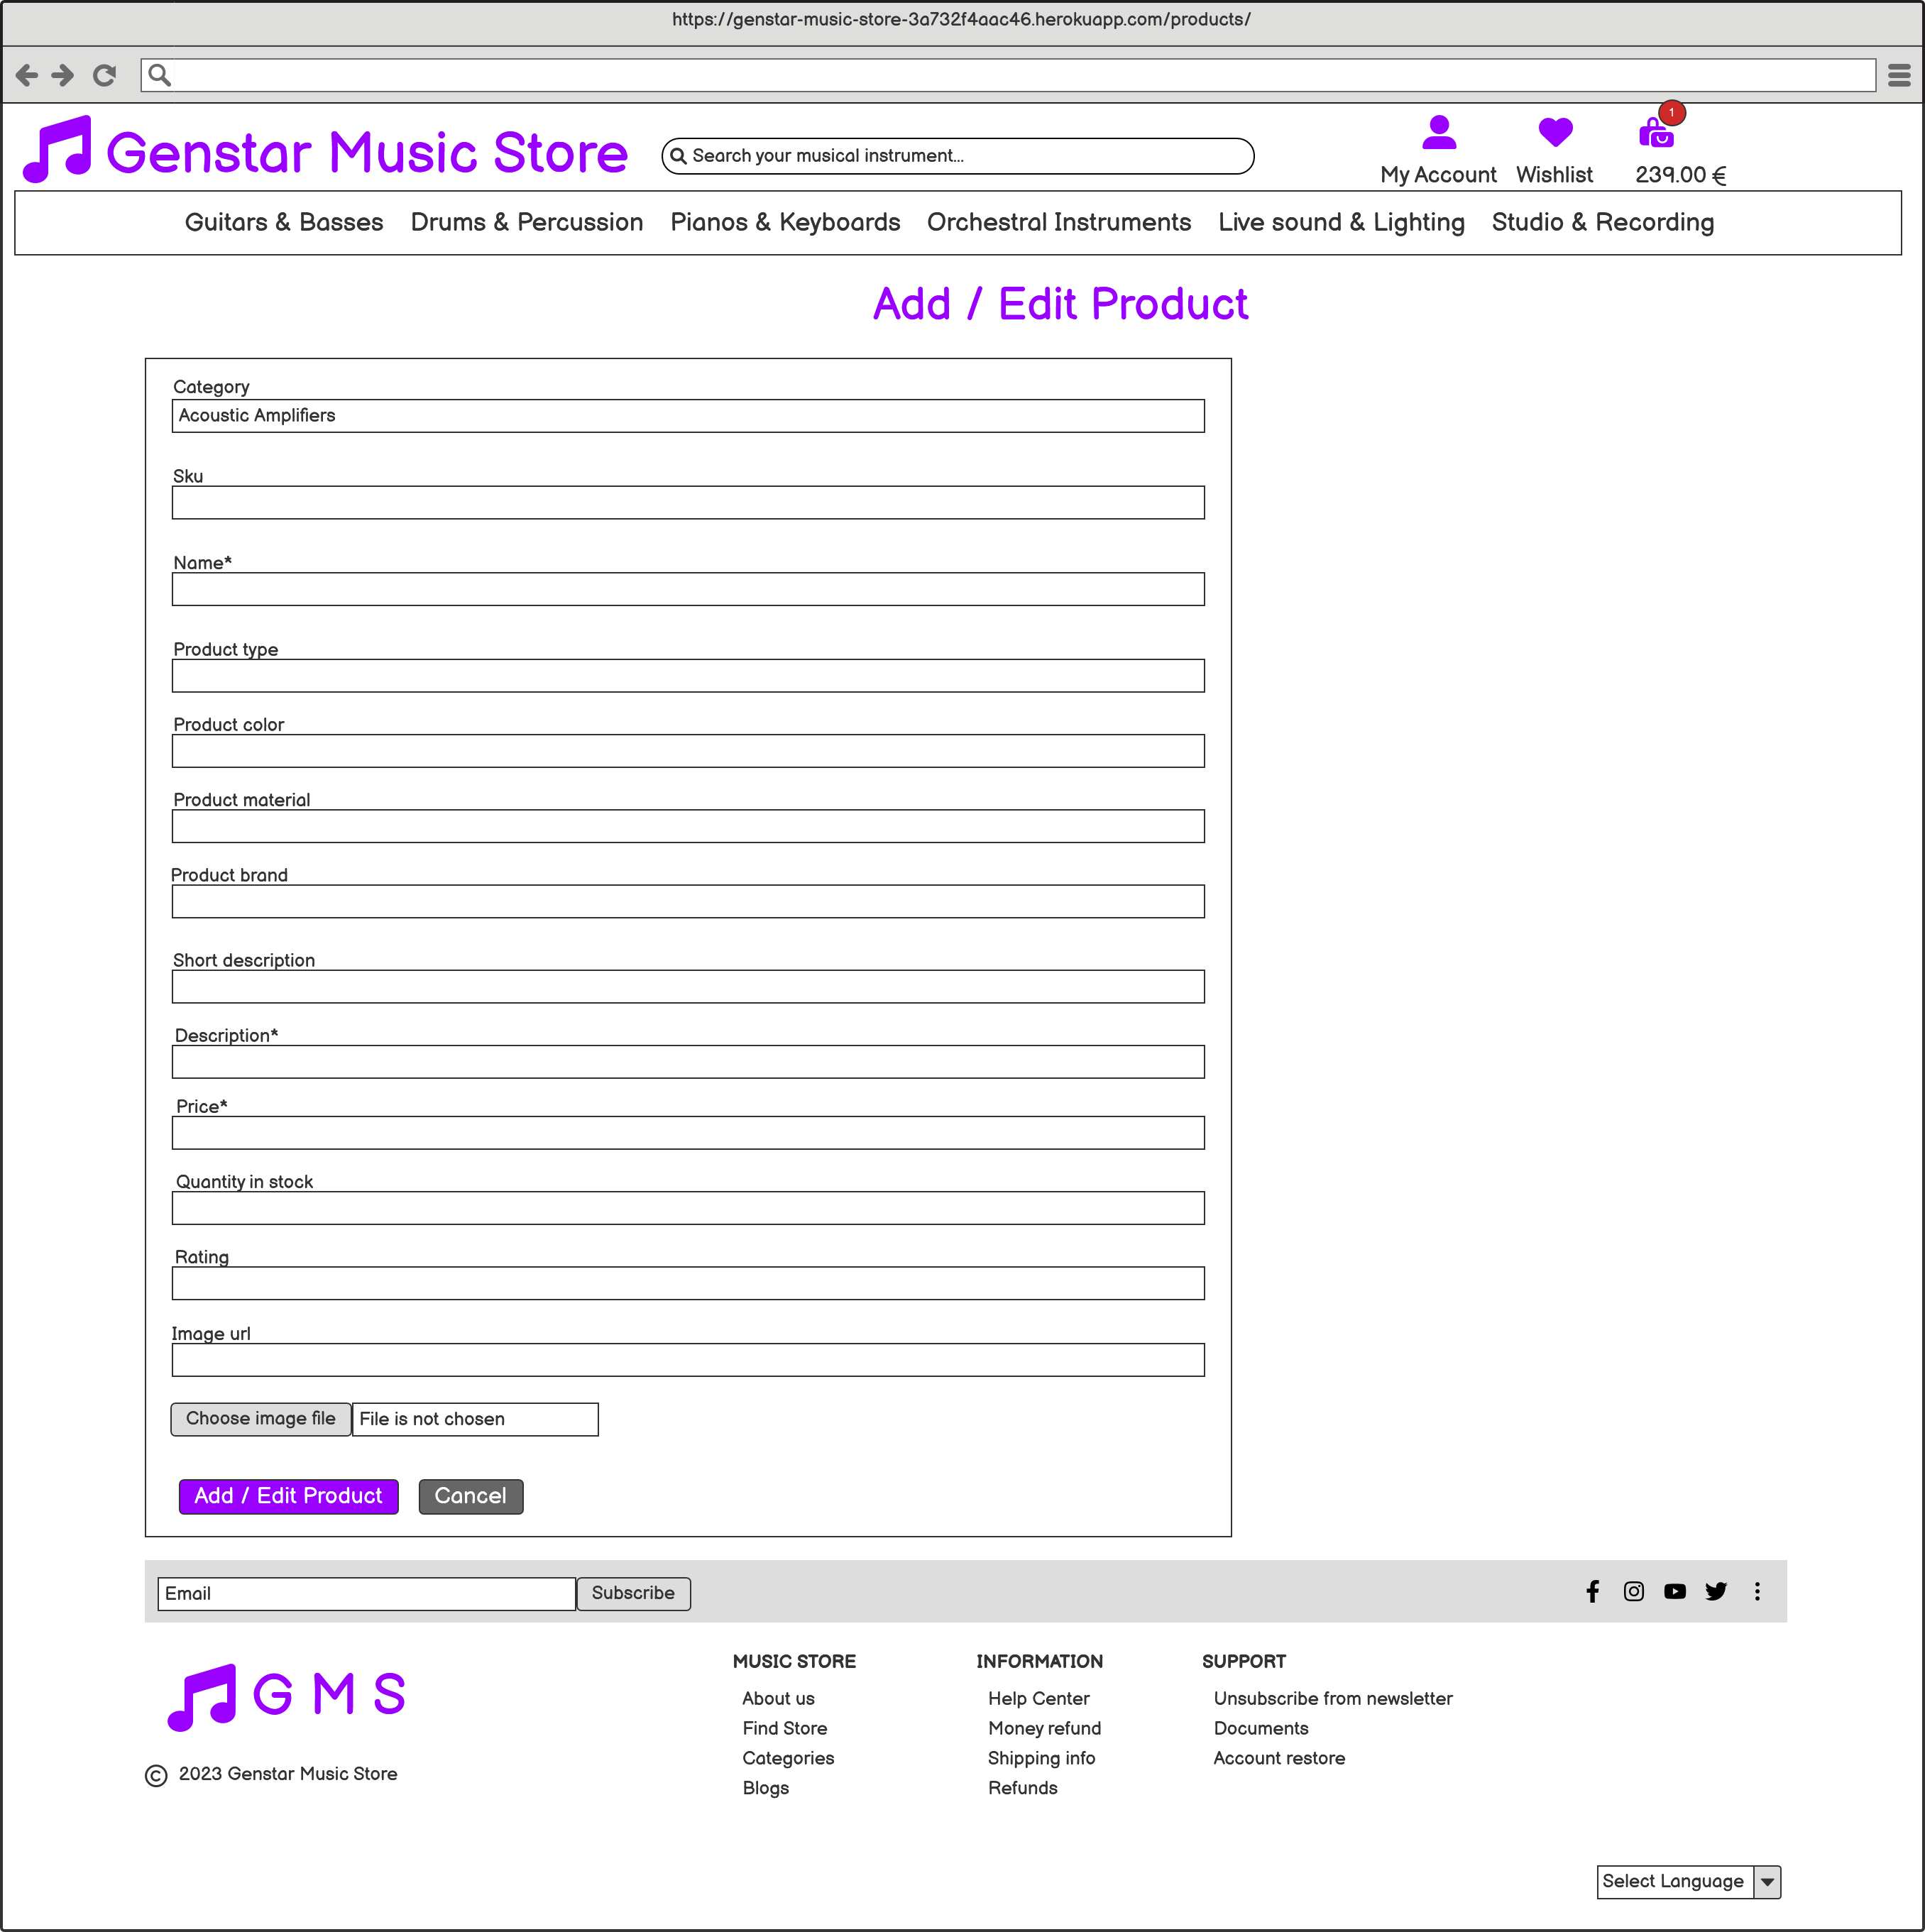 https://genstar-music-store-3a732f4aac46.herokuapp.com/products/
Genstar Music Store
Search your musical instrument...
1
My Account Wishlist 239.00 €
Guitars & Basses Drums & Percussion Pianos & Keyboards Orchestral Instruments Live sound & Lighting Studio & Recording
Add / Edit Product
Category
Acoustic Amplifiers
Sku
Name*
Product type
Product color
Product material
Product brand
Short description
Description*
Price*
Quantity in stock
Rating
Image url
Choose image file File is not chosen
Add / Edit Product Cancel
Email Subscribe
G M S
© 2023 Genstar Music Store
MUSIC STORE
About us
Find Store
Categories
Blogs
INFORMATION
Help Center
Money refund
Shipping info
Refunds
SUPPORT
Unsubscribe from newsletter
Documents
Account restore
Select Language